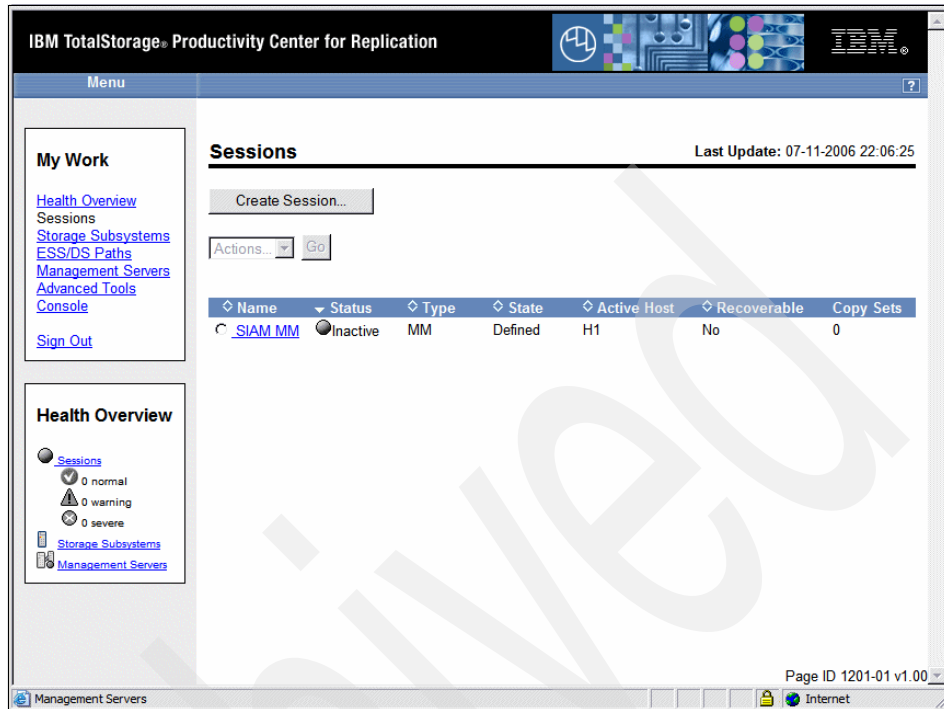 IBM TotalStorage® Productivity Center for Replication
IBM®
Menu
?
My Work
Health Overview
Sessions
Storage Subsystems
ESS/DS Paths
Management Servers
Advanced Tools
Console
Sign Out
Health Overview
Sessions
0 normal
0 warning
0 severe
Storage Subsystems
Management Servers
Sessions
Last Update: 07-11-2006 22:06:25
Create Session...
Actions... Go
Name Status Type State Active Host Recoverable Copy Sets
SIAM MM Inactive MM Defined H1 No 0
Page ID 1201-01 v1.00
Management Servers
Internet